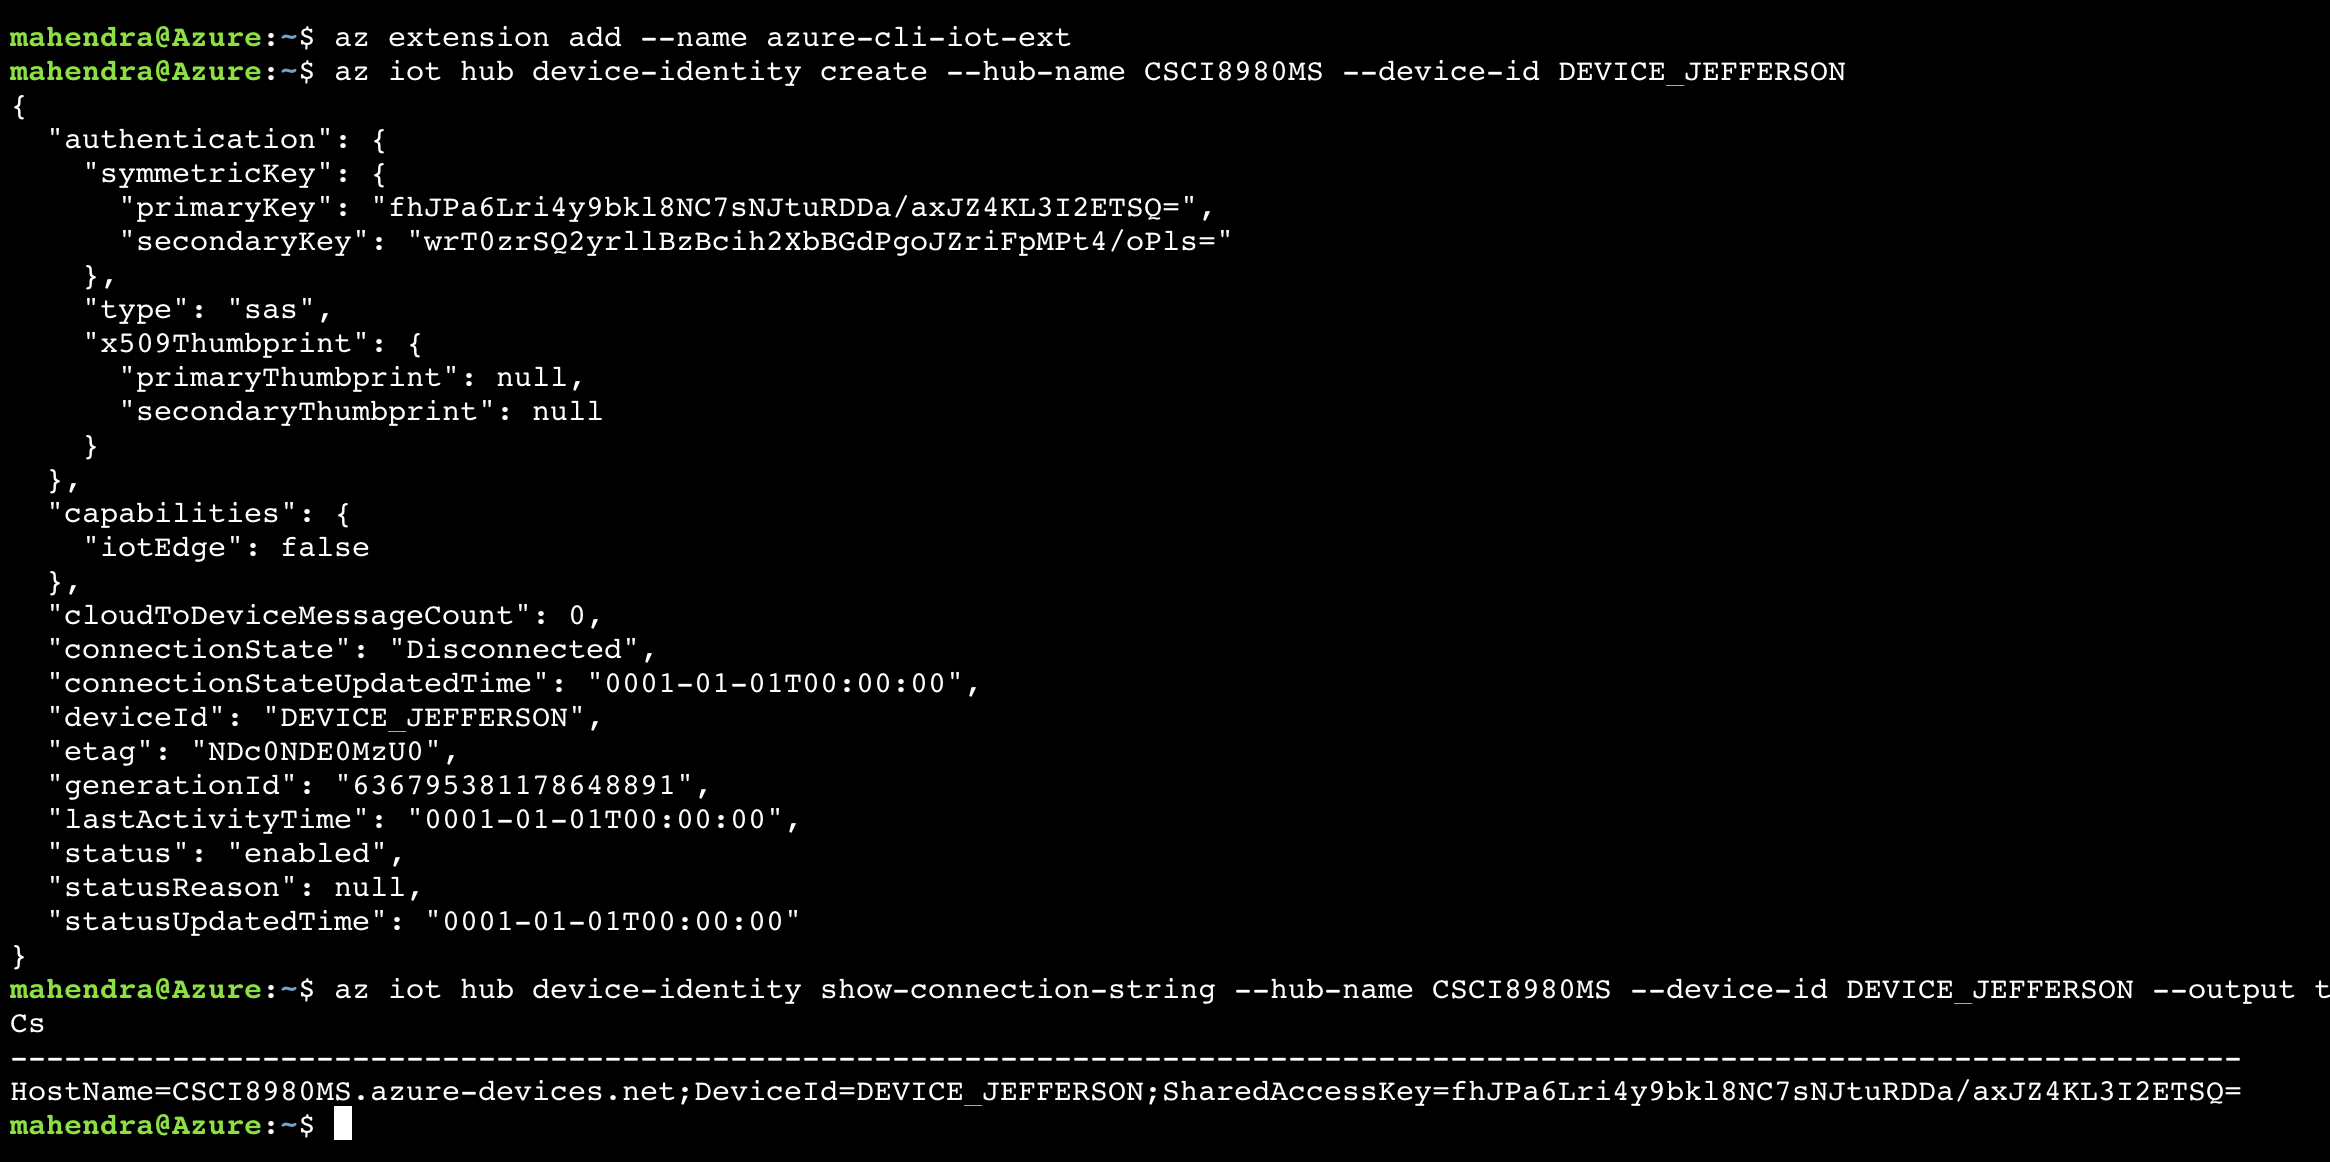 mahendra@Azure:~$ az extension add --name azure-cli-iot-ext
mahendra@Azure:~$ az iot hub device-identity create --hub-name CSCI8980MS --device-id DEVICE_JEFFERSON
{
  "authentication": {
    "symmetricKey": {
      "primaryKey": "fhJPa6Lri4y9bkl8NC7sNJtuRDDa/axJZ4KL3I2ETSQ=",
      "secondaryKey": "wrT0zrSQ2yrllBzBcih2XbBGdPgoJZriFpMPt4/oPls="
    },
    "type": "sas",
    "x509Thumbprint": {
      "primaryThumbprint": null,
      "secondaryThumbprint": null
    }
  },
  "capabilities": {
    "iotEdge": false
  },
  "cloudToDeviceMessageCount": 0,
  "connectionState": "Disconnected",
  "connectionStateUpdatedTime": "0001-01-01T00:00:00",
  "deviceId": "DEVICE_JEFFERSON",
  "etag": "NDc0NDE0MzU0",
  "generationId": "636795381178648891",
  "lastActivityTime": "0001-01-01T00:00:00",
  "status": "enabled",
  "statusReason": null,
  "statusUpdatedTime": "0001-01-01T00:00:00"
}
mahendra@Azure:~$ az iot hub device-identity show-connection-string --hub-name CSCI8980MS --device-id DEVICE_JEFFERSON --output t
Cs
----------------------------------------------------------------------------------------------------------------------------
HostName=CSCI8980MS.azure-devices.net;DeviceId=DEVICE_JEFFERSON;SharedAccessKey=fhJPa6Lri4y9bkl8NC7sNJtuRDDa/axJZ4KL3I2ETSQ=
mahendra@Azure:~$